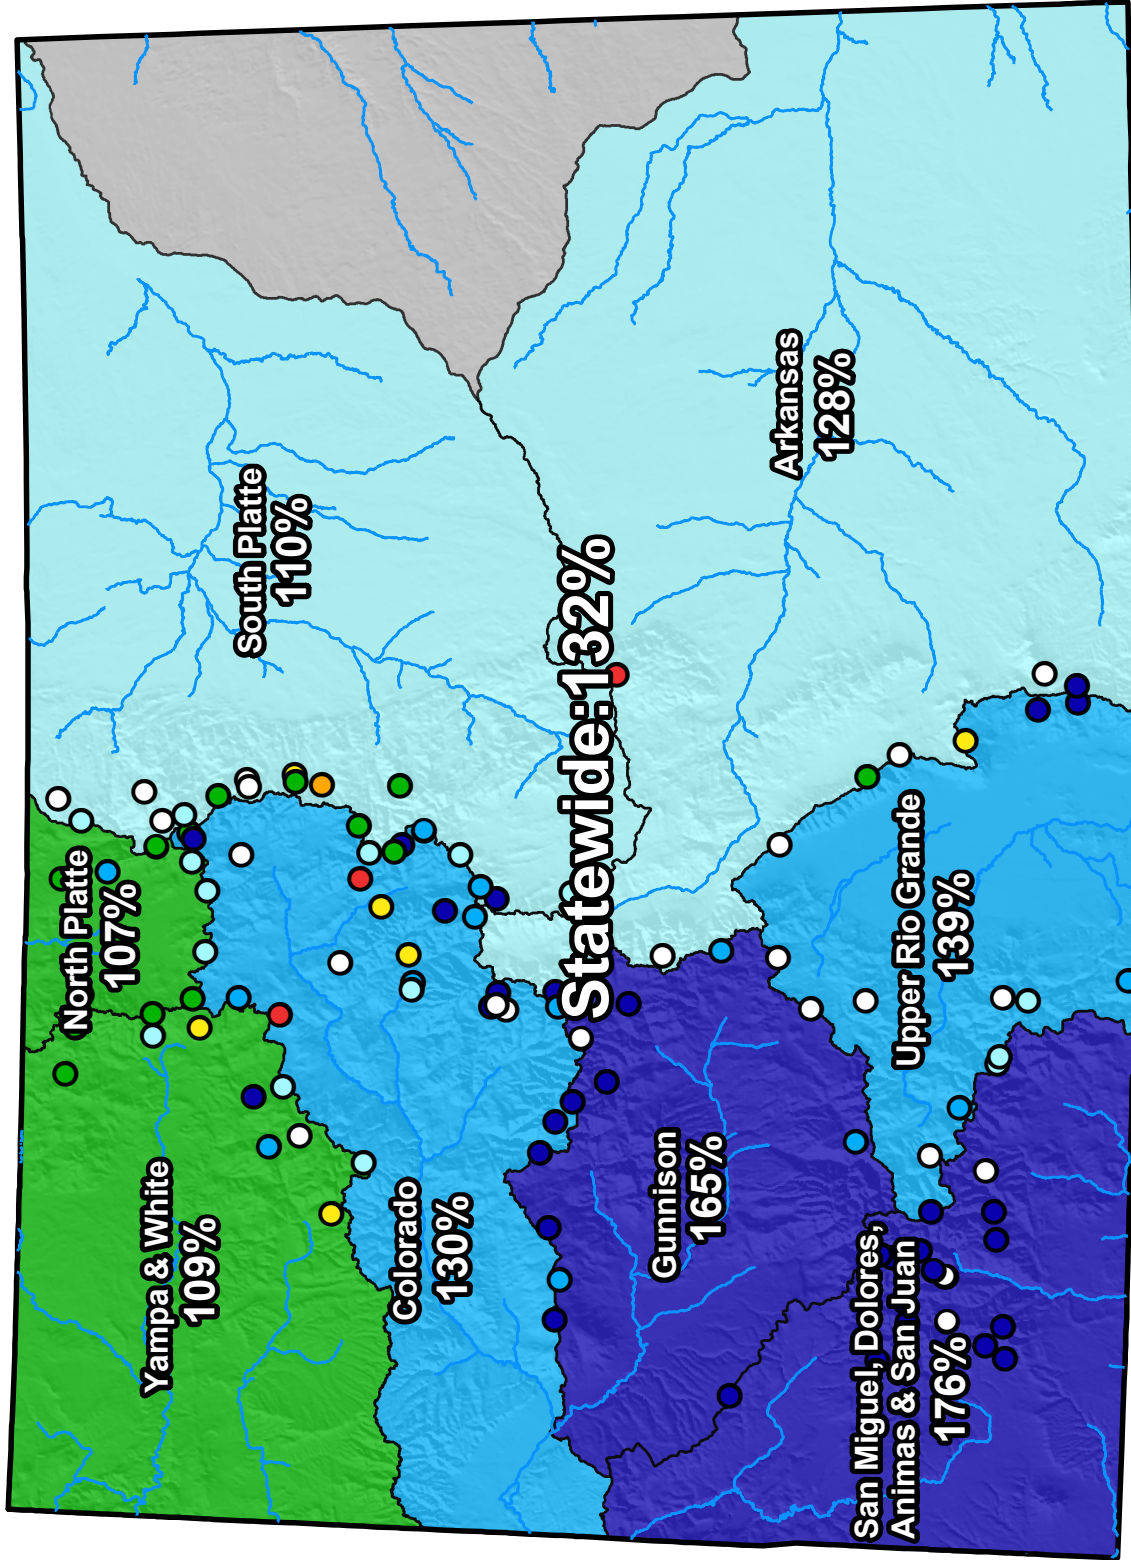 North Platte
107%
South Platte
110%
Yampa & White
109%
Colorado
130%
Statewide:132%
Gunnison
165%
Arkansas
128%
Upper Rio Grande
139%
San Miguel, Dolores,
Animas & San Juan
176%